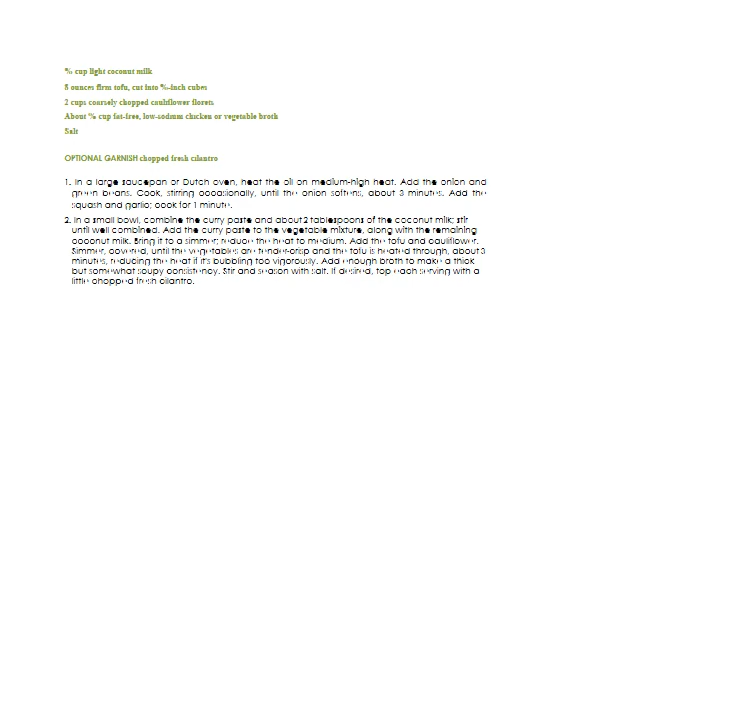 % cup light coconut milk
8 ounces firm tofu, cut into %-inch cubes
2 cups coarsely chopped cauliflower florets
About % cup fat-free, low-sodium chicken or vegetable broth
Salt
OPTIONAL GARNISH chopped fresh cilantro
1. In a large saucepan or Dutch oven, heat the oil on medium-high heat. Add the onion and
green beans. Cook, stirring occasionally, until the onion softens, about 3 minutes. Add the
squash and garlic; cook for 1 minute.
2. In a small bowl, combine the curry paste and about 2 tablespoons of the coconut milk; stir
until well combined. Add the curry paste to the vegetable mixture, along with the remaining
coconut milk. Bring it to a simmer; reduce the heat to medium. Add the tofu and cauliflower.
Simmer, covered, until the vegetables are tender-crisp and the tofu is heated through, about 3
minutes, reducing the heat if it's bubbling too vigorously. Add enough broth to make a thick
but somewhat soupy consistency. Stir and season with salt. If desired, top each serving with a
little chopped fresh cilantro.